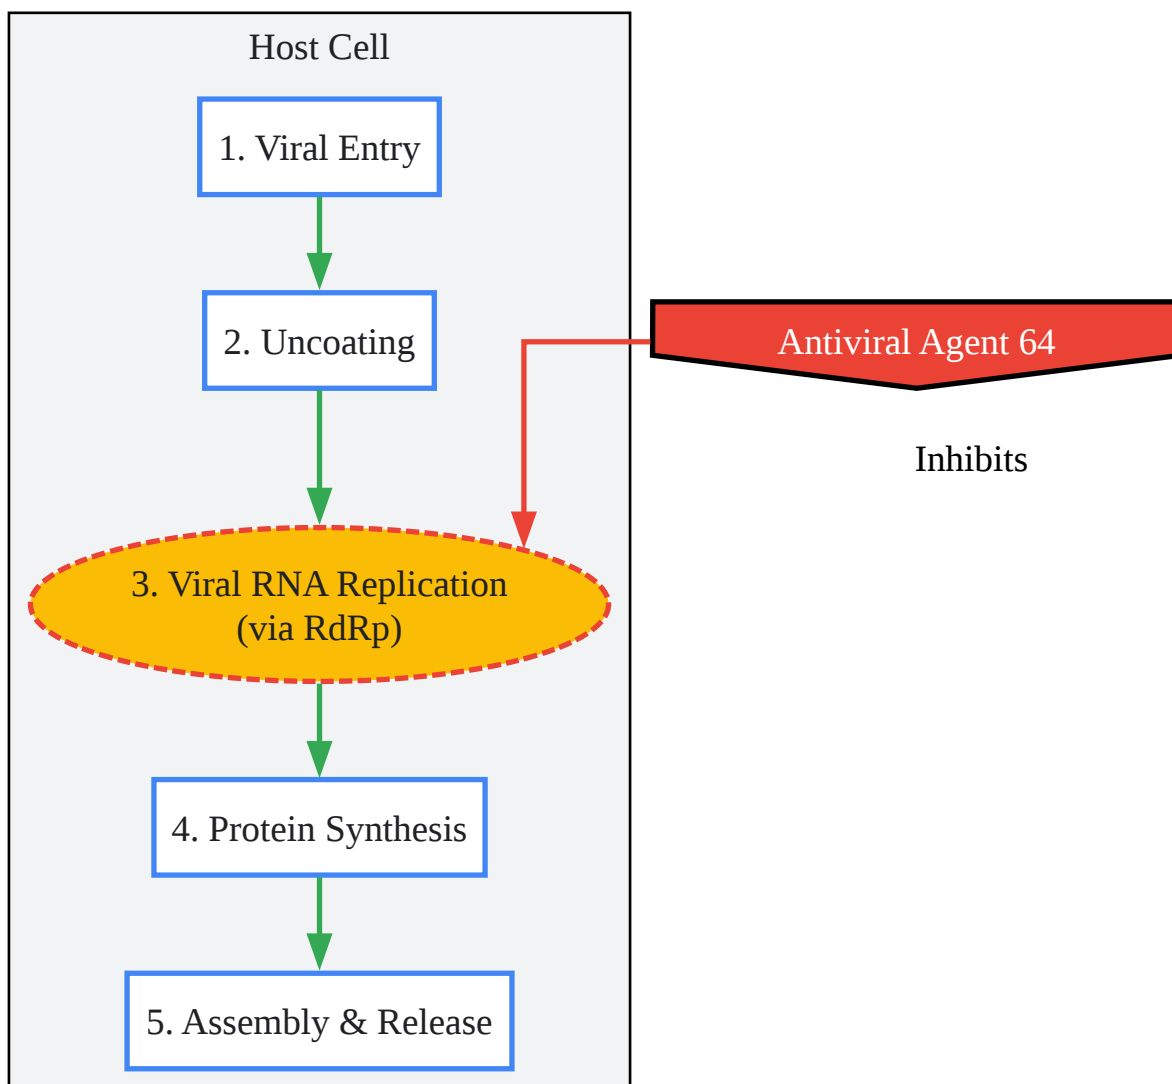 Host Cell
1. Viral Entry
2. Uncoating
Antiviral Agent 64
Inhibits
3. Viral RNA Replication
(via RdRp)
4. Protein Synthesis
5. Assembly & Release